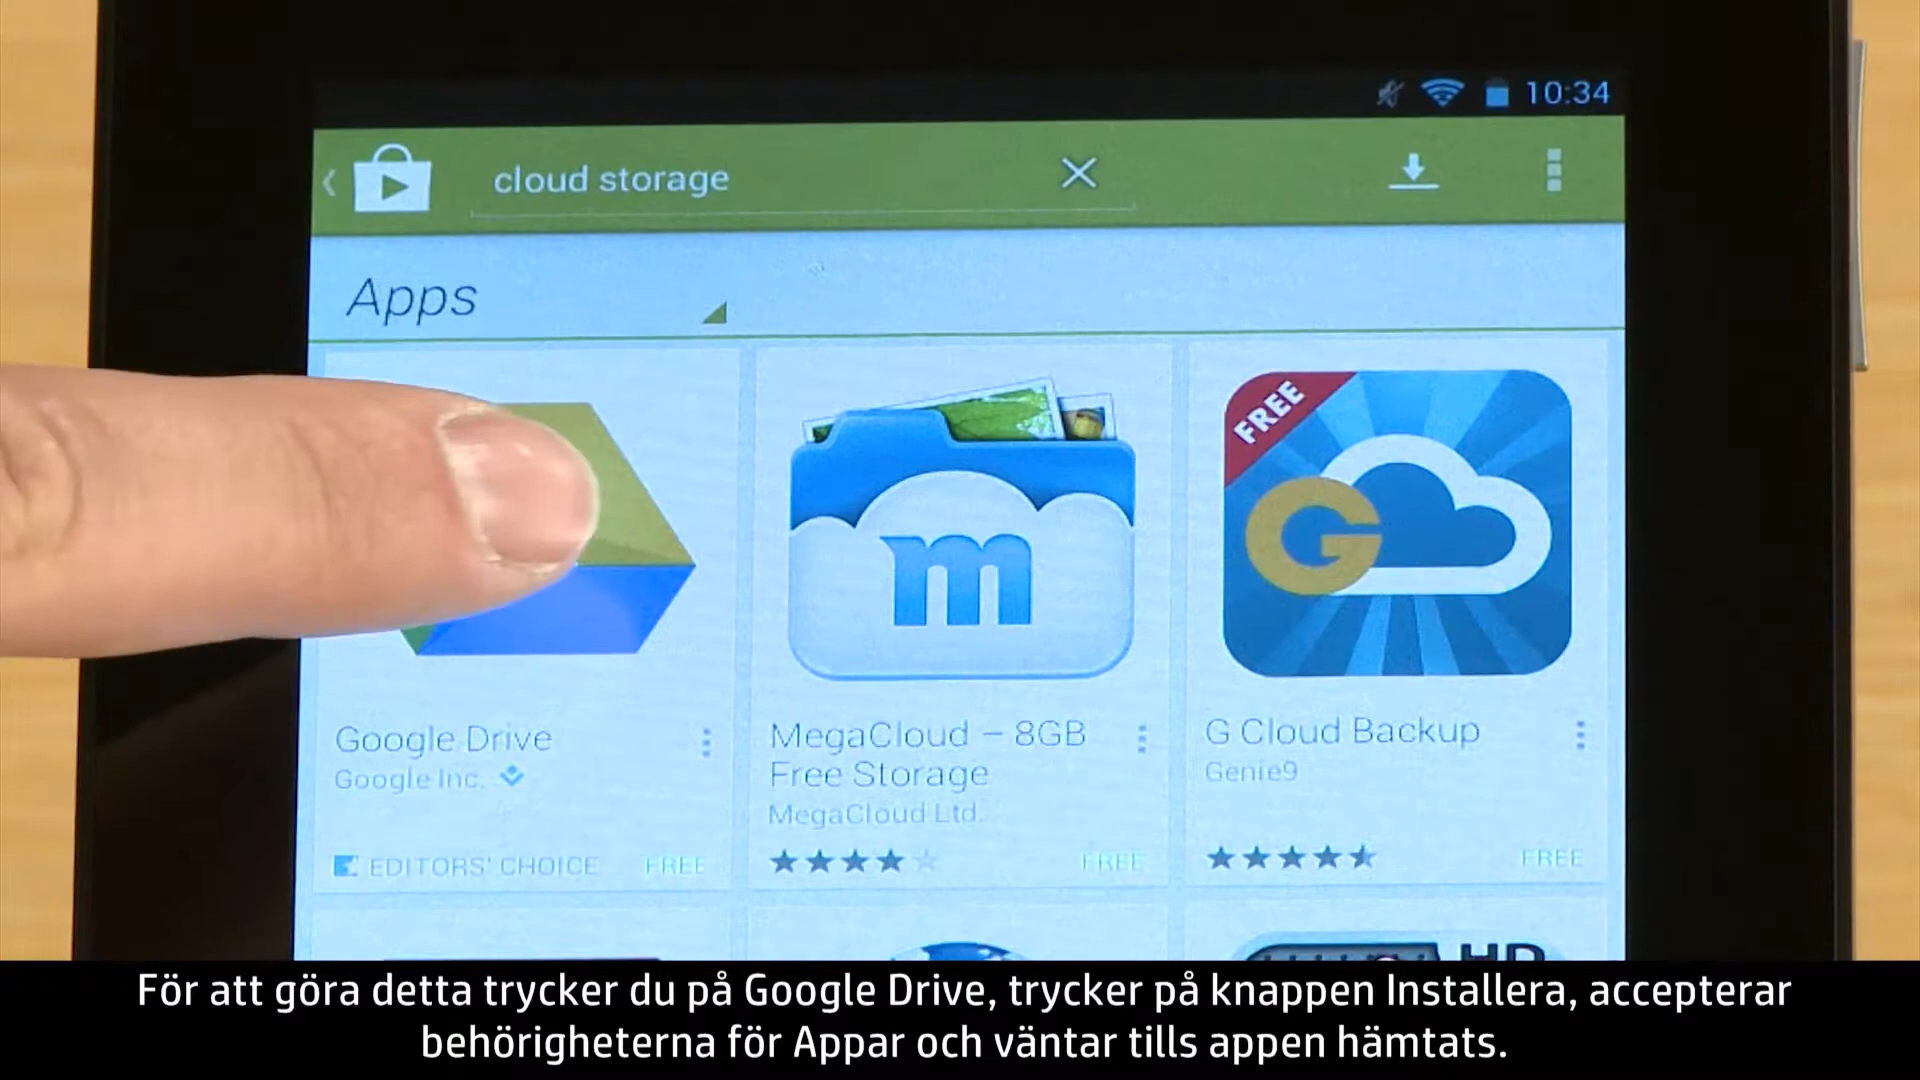 10:34
cloud storage
Apps
FREE
G
m
Google Drive
Google Inc.
EDITORS' CHOICE FREE
MegaCloud – 8GB
Free Storage
MegaCloud Ltd.
FREE
G Cloud Backup
Genie9
FREE
HD
För att göra detta trycker du på Google Drive, trycker på knappen Installera, accepterar
behörigheterna för Appar och väntar tills appen hämtats.